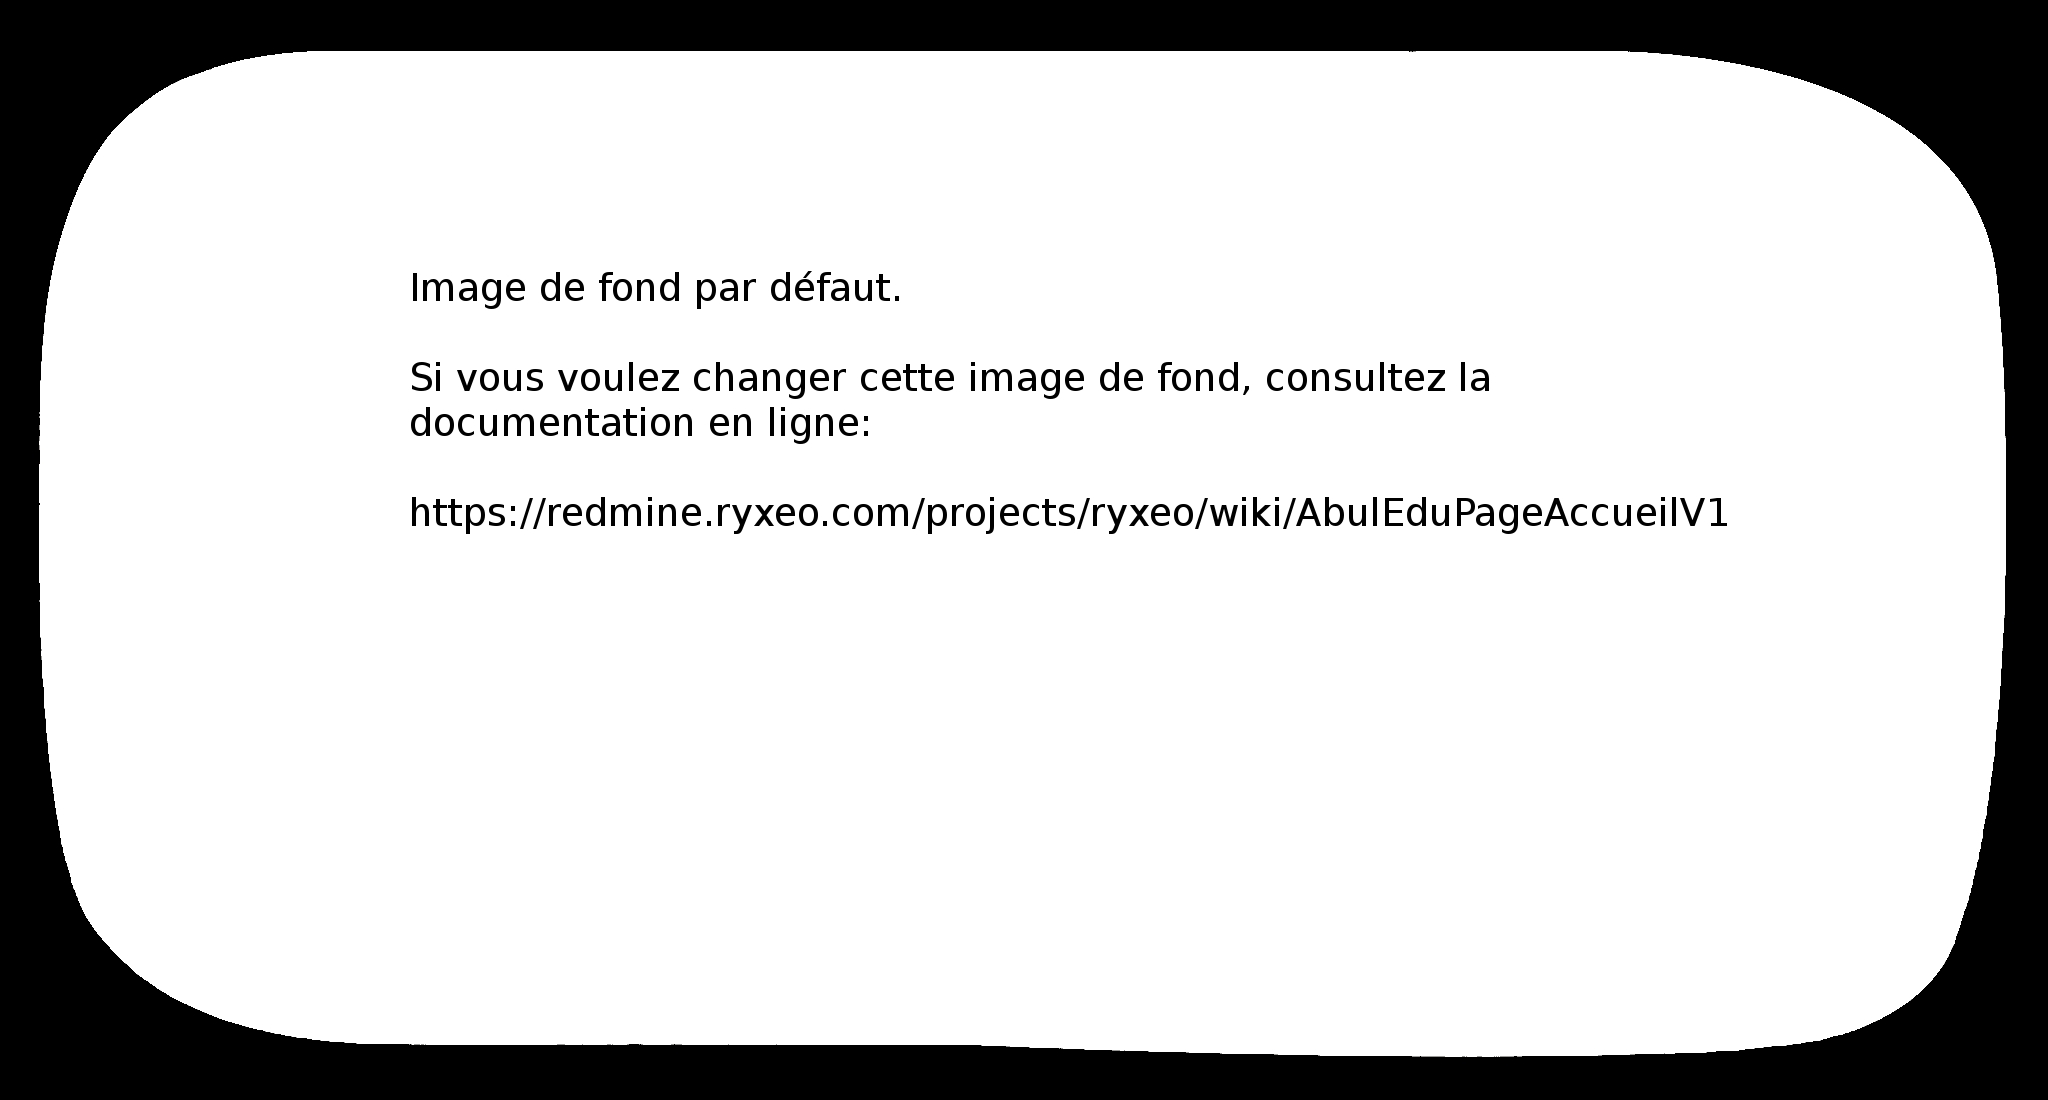 Image de fond par défaut.
Si vous voulez changer cette image de fond, consultez la
documentation en ligne:
https://redmine.ryxeo.com/projects/ryxeo/wiki/AbulEduPageAccueilV1